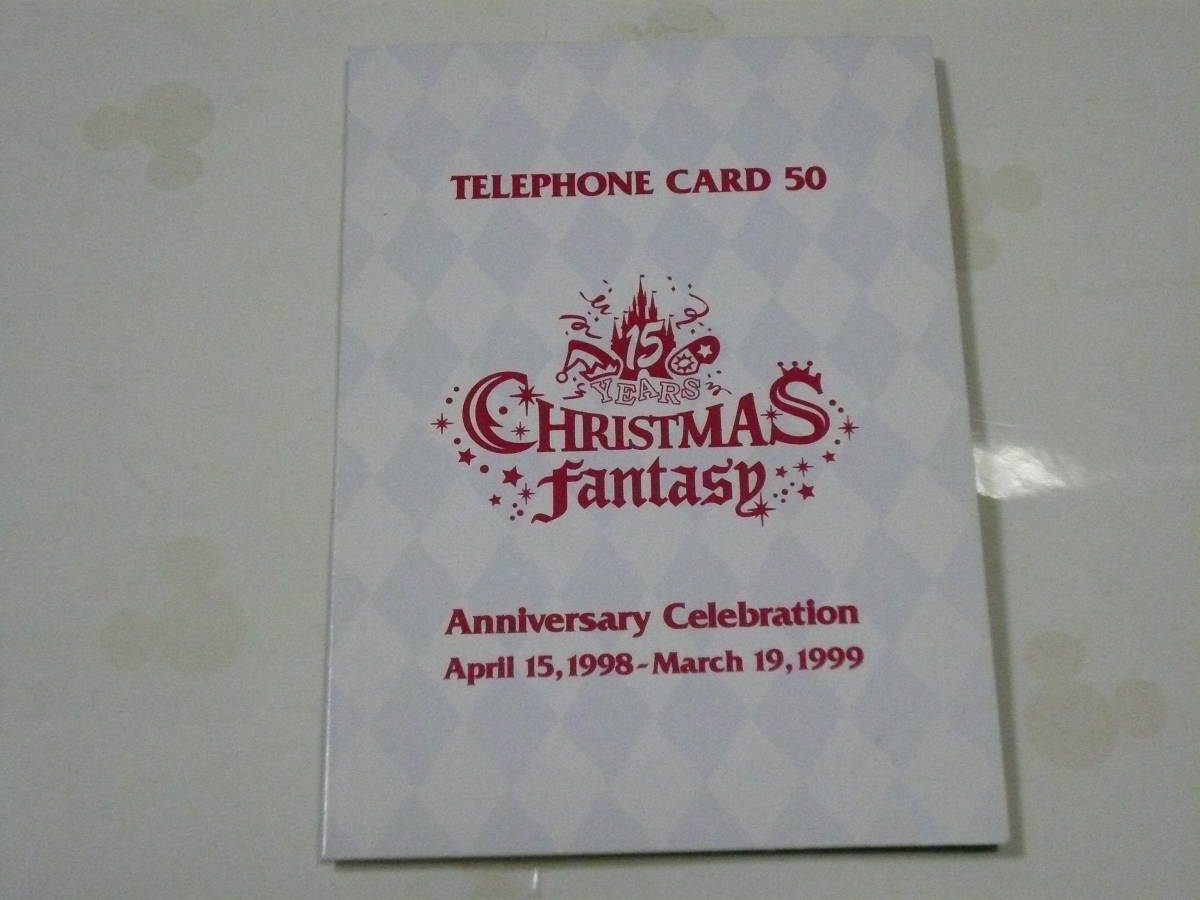 TELEPHONE CARD 50
15
YEARS
CHRISTMAS
fantasy
Anniversary Celebration
April 15, 1998-March 19, 1999